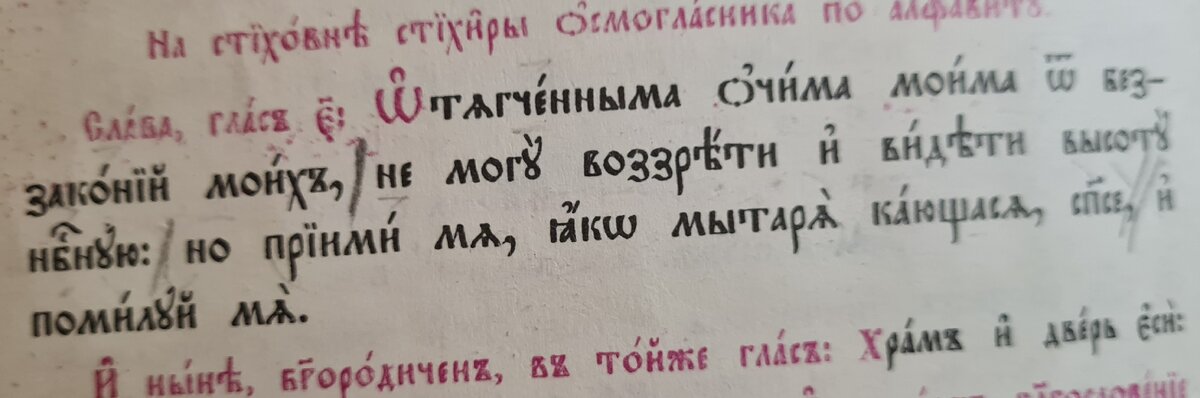 На стїхо́внѣ стїхи̑ры ѻ҆смогла́сника по алфави́тꙋ.
Сла́ва, гла́съ є҃: Ѡ҆тѧгче́нныма ѻ҆чи́ма мои́ма ѿ без-
зако́нїй мои́хъ, не могꙋ̀ воззрѣ́ти и҆ ви́дѣти высотꙋ̀
нбⷭ҇нꙋю: но прїими́ мѧ, ꙗ҆́кѡ мытарѧ̀ ка́ющасѧ, сп҃се, и҆
поми́лꙋй мѧ̀.
И҆ ны́нѣ, бг҃оро́диченъ, въ то́йже гла́съ: Хра́мъ и҆ две́рь є҆сѝ: